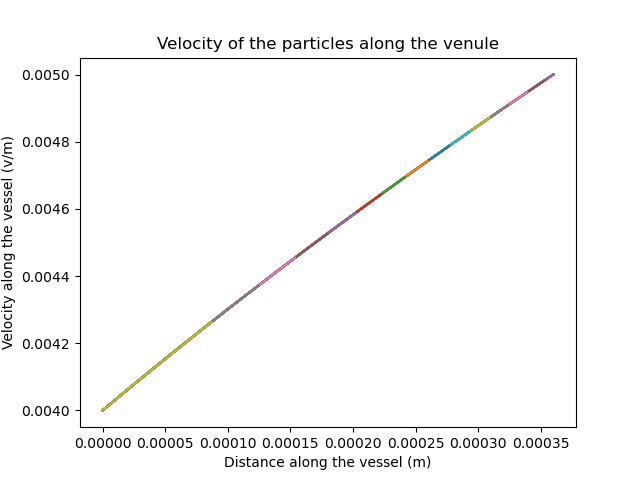 Velocity of the particles along the venule
0.0050
0.0048
0.0046
0.0044
0.0042
0.0040
Velocity along the vessel (v/m)
0.00000 0.00005 0.00010 0.00015 0.00020 0.00025 0.00030 0.00035
Distance along the vessel (m)